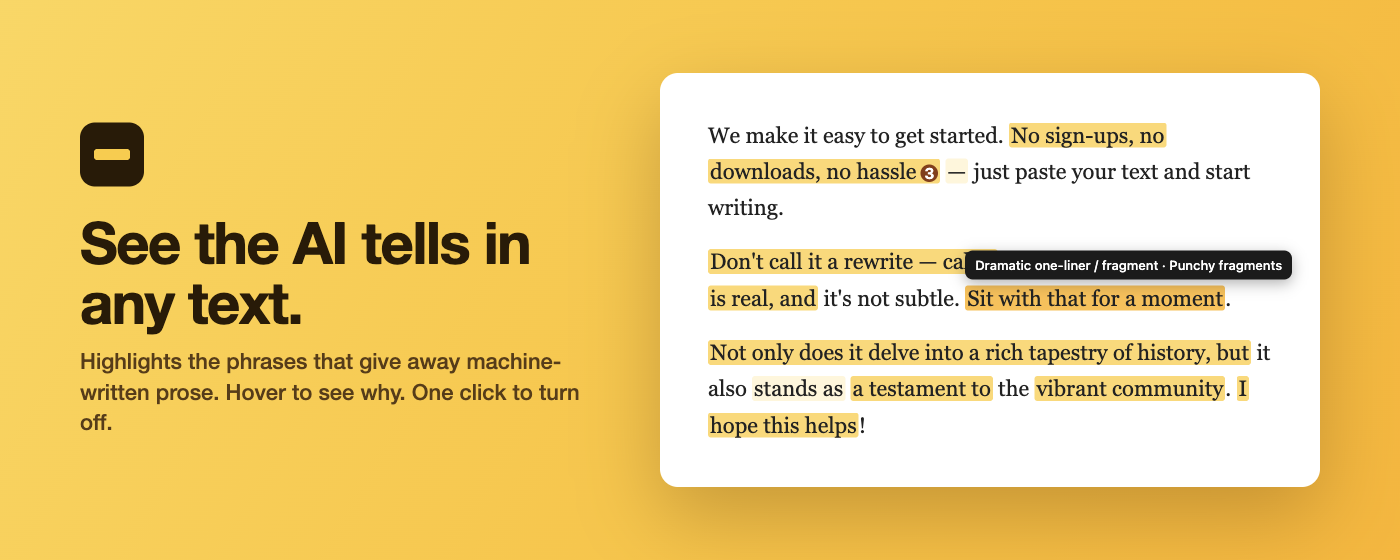 See the AI tells in
any text.
Highlights the phrases that give away machine-
written prose. Hover to see why. One click to turn
off.
We make it easy to get started. No sign-ups, no
downloads, no hassle 3 — just paste your text and start
writing.
Don't call it a rewrite —
Dramatic one-liner / fragment · Punchy fragments
is real, and it's not subtle. Sit with that for a moment.
Not only does it delve into a rich tapestry of history, but it
also stands as a testament to the vibrant community. I
hope this helps!